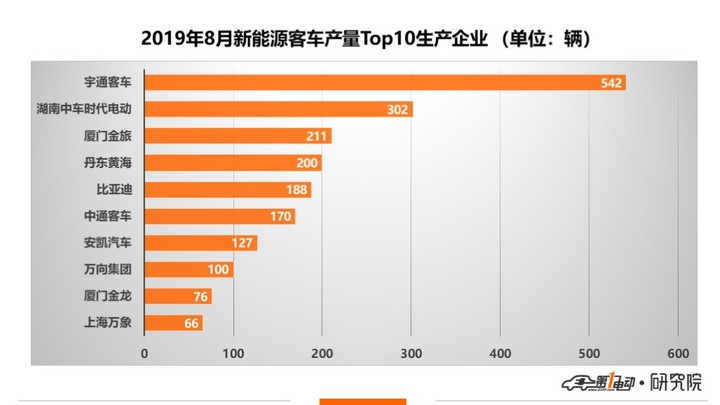 2019年8月新能源客车产量Top10生产企业 （单位：辆）
宇通客车 542
湖南中车时代电动 302
厦门金旅 211
丹东黄海 200
比亚迪 188
中通客车 170
安凯汽车 127
万向集团 100
厦门金龙 76
上海万象 66
0 100 200 300 400 500 600
第1电动·研究院